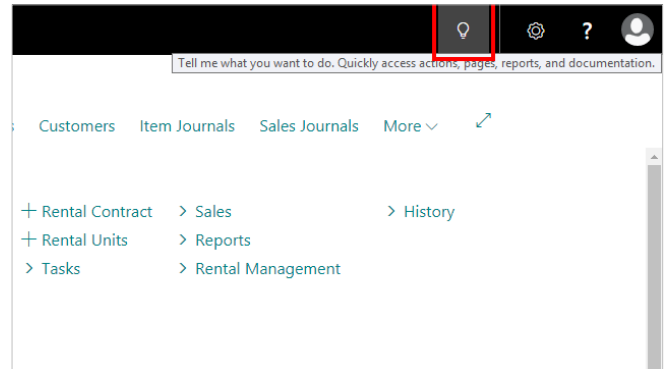 ?
Tell me what you want to do. Quickly access actions, pages, reports, and documentation.
Customers Item Journals Sales Journals More
+ Rental Contract > Sales > History
+ Rental Units > Reports
> Tasks > Rental Management